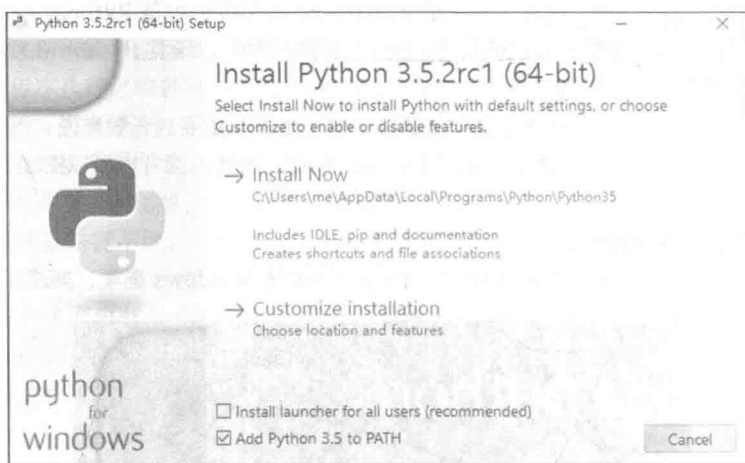 Python 3.5.2rc1 (64-bit) Setup
Install Python 3.5.2rc1 (64-bit)
Select Install Now to install Python with default settings, or choose
Customize to enable or disable features.
→ Install Now
C:\Users\me\AppData\Local\Programs\Python\Python35
Includes IDLE, pip and documentation
Creates shortcuts and file associations
→ Customize installation
Choose location and features
python
for
windows
Install launcher for all users (recommended)
Add Python 3.5 to PATH
Cancel